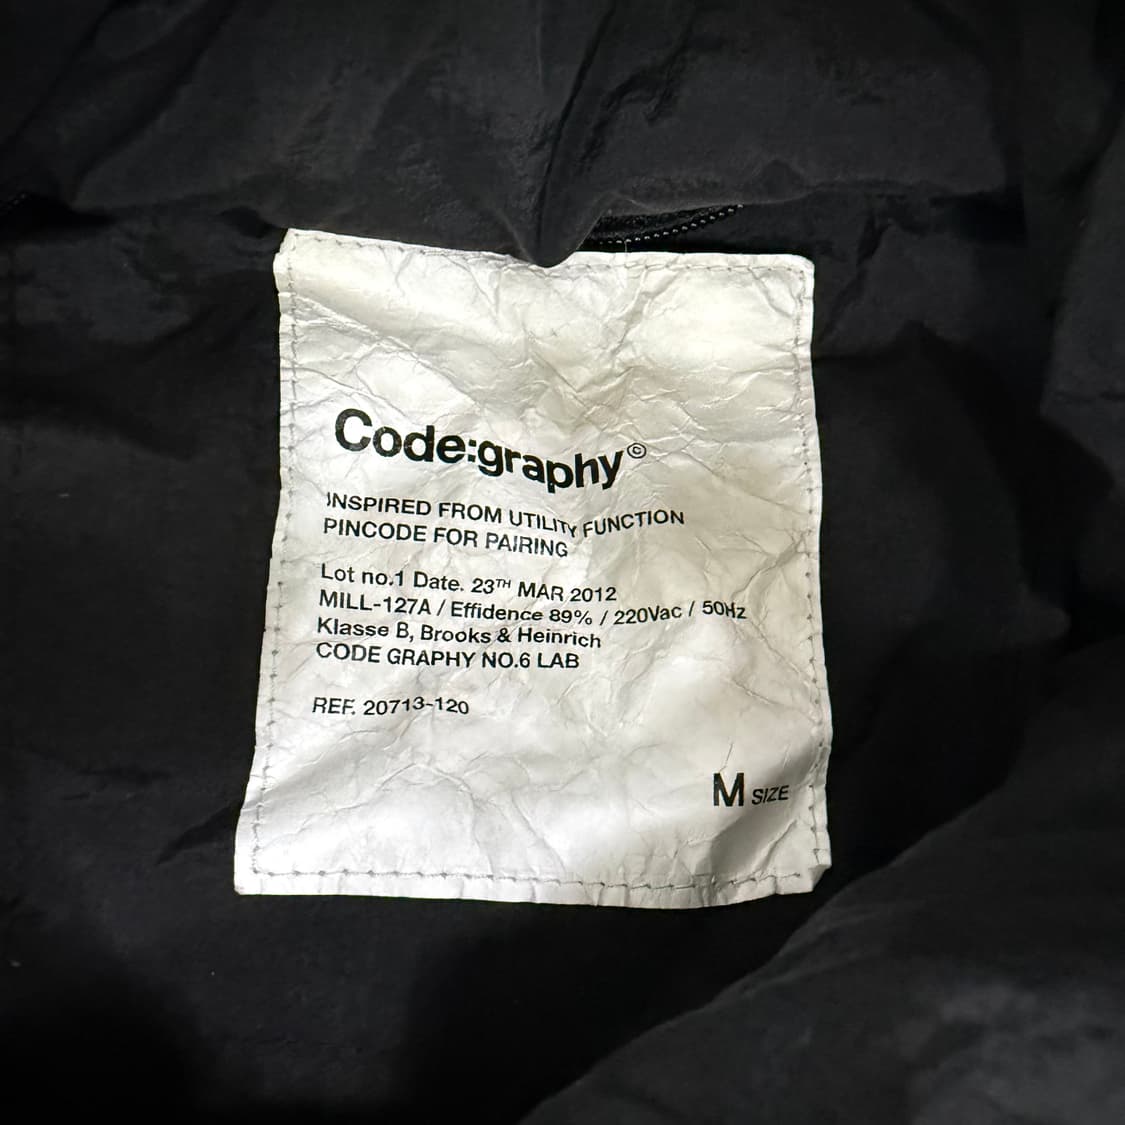 Code:graphy©
INSPIRED FROM UTILITY FUNCTION
PINCODE FOR PAIRING
Lot no.1 Date. 23TH MAR 2012
MILL-127A / Effidence 89% / 220Vac / 50Hz
Klasse B, Brooks & Heinrich
CODE GRAPHY NO.6 LAB
REF. 20713-120
M SIZE